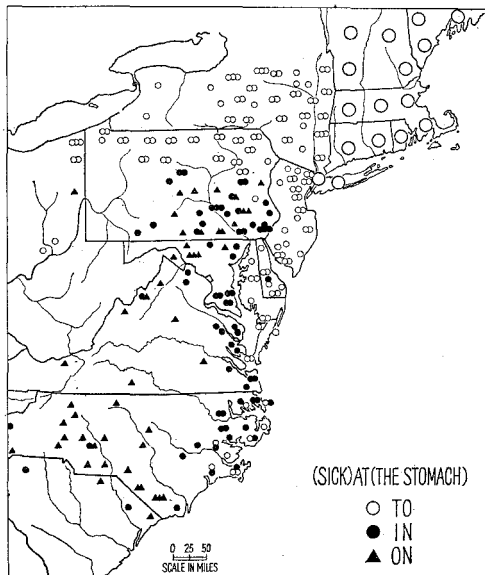 (SICK)AT(THE STOMACH)
TO
IN
ON
0 25 50
SCALE IN MILES